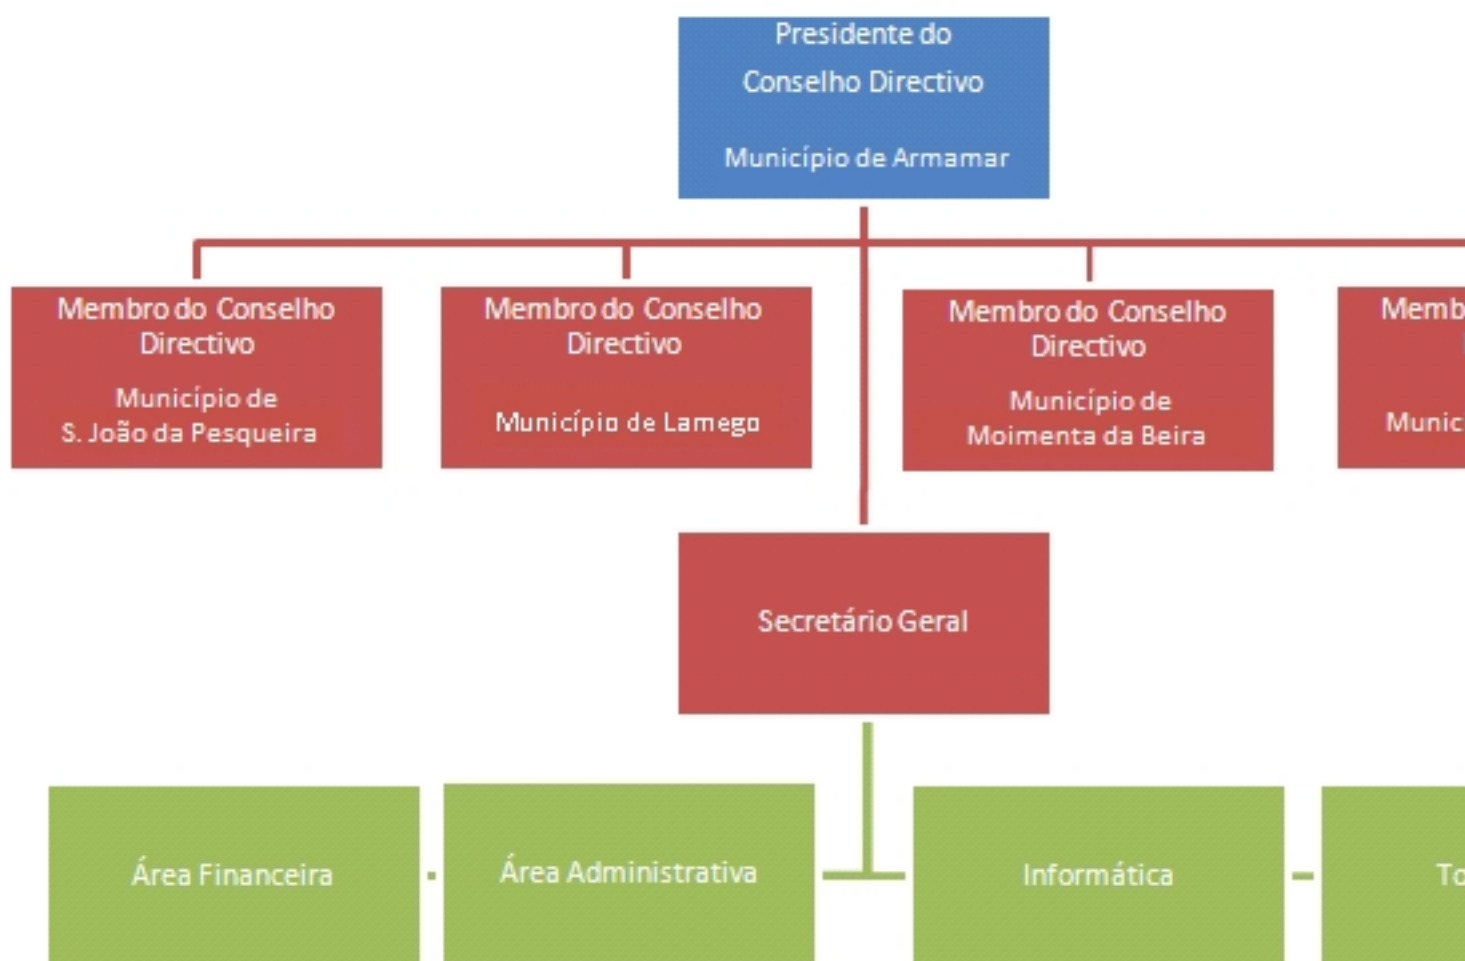 Presidente do
Conselho Directivo
Município de Armamar
Membro do Conselho
Directivo
Município de
S. João da Pesqueira
Membro do Conselho
Directivo
Município de Lamego
Membro do Conselho
Directivo
Município de
Moimenta da Beira
Secretário Geral
Área Financeira
Área Administrativa
Informática